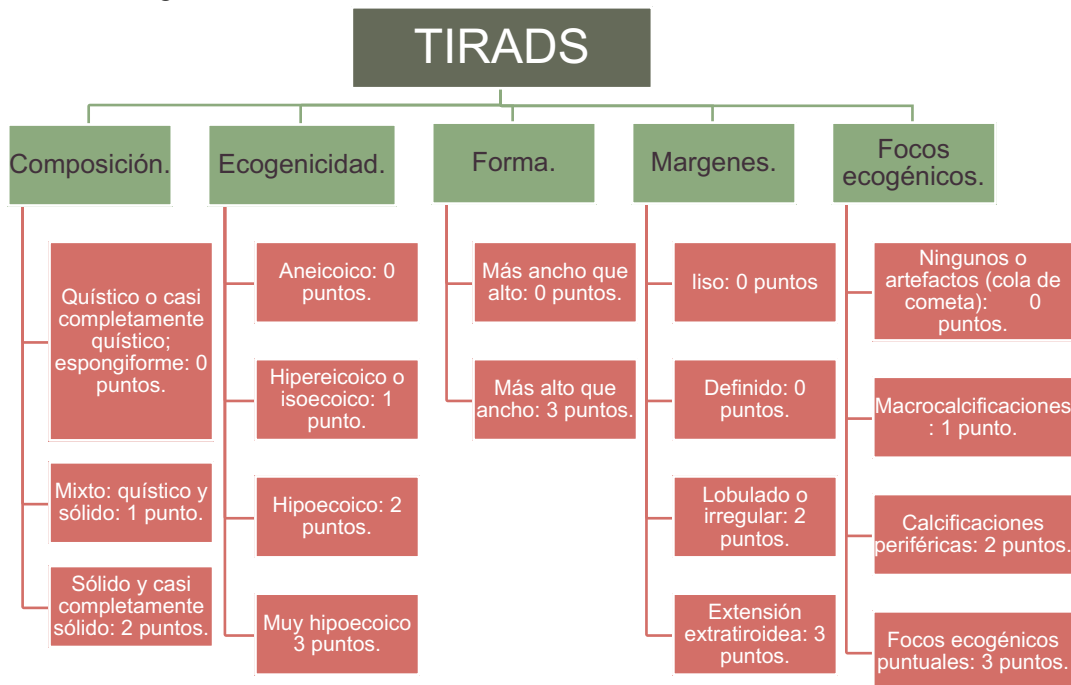 TIRADS
Composición.
Quístico o casi
completamente
quístico;
espongiforme: 0
puntos.
Mixto: quístico y
sólido: 1 punto.
Sólido y casi
completamente
sólido: 2 puntos.
Ecogenicidad.
Aneicoico: 0
puntos.
Hipereicoico o
isoecoico: 1
punto.
Hipoecoico: 2
puntos.
Muy hipoecoico
3 puntos.
Forma.
Más ancho que
alto: 0 puntos.
Más alto que
ancho: 3 puntos.
Margenes.
liso: 0 puntos
Definido: 0
puntos.
Lobulado o
irregular: 2
puntos.
Extensión
extratiroidea: 3
puntos.
Focos
ecogénicos.
Ningunos o
artefactos (cola de
cometa): 0
puntos.
Macrocalcificaciones
: 1 punto.
Calcificaciones
periféricas: 2 puntos.
Focos ecogénicos
puntuales: 3 puntos.